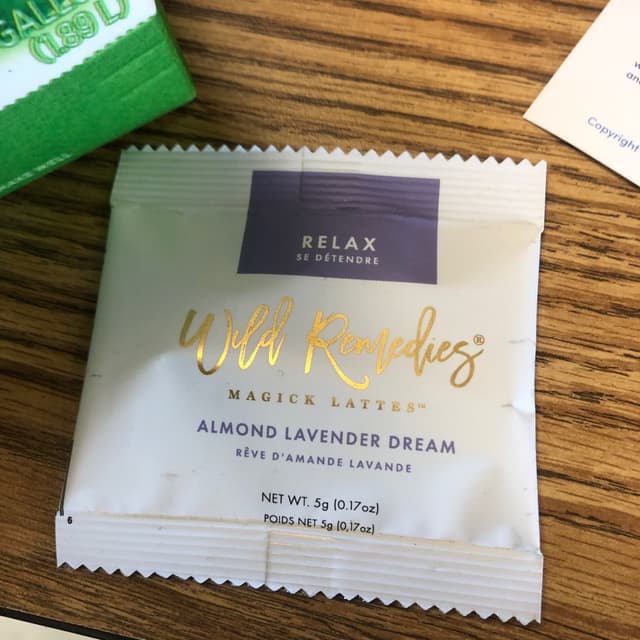 (1.89 L)
Copyright
RELAX
SE DÉTENDRE
Wild Remedies®
MAGICK LATTES™
ALMOND LAVENDER DREAM
RÊVE D'AMANDE LAVANDE
NET WT. 5g (0.17oz)
POIDS NET 5g (0,17oz)
6